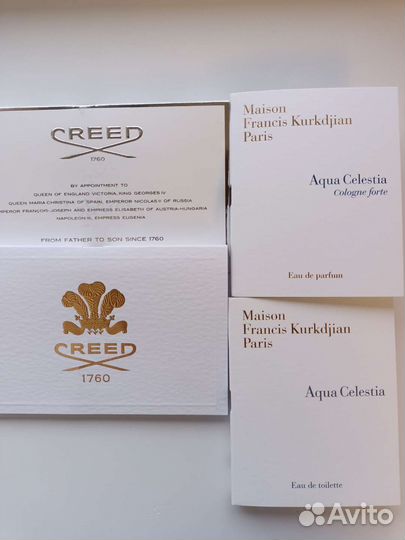 CREED
1760
BY APPOINTMENT TO
QUEEN OF ENGLAND VICTORIA, KING GEORGES IV
QUEEN MARIA-CHRISTINA OF SPAIN, EMPEROR NICOLAS II OF RUSSIA
EMPEROR FRANÇOIS-JOSEPH AND EMPRESS ELISABETH OF AUSTRIA-HUNGARIA
NAPOLEON III, EMPRESS EUGENIA
FROM FATHER TO SON SINCE 1760
CREED
1760
Maison
Francis Kurkdjian
Paris
Aqua Celestia
Cologne forte
Eau de parfum
Maison
Francis Kurkdjian
Paris
Aqua Celestia
Eau de toilette
Avito